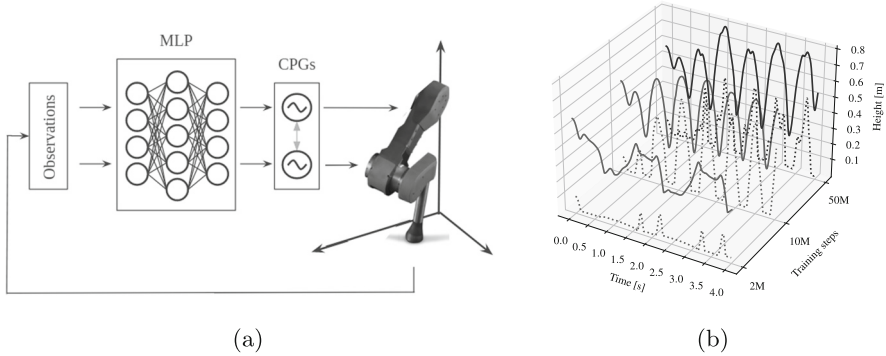 MLP
CPGs
Observations
0.8
0.7
0.6
0.5
0.4
0.3
0.2
0.1
Height [m]
50M
10M
2M
Training steps
0.0 0.5 1.0 1.5 2.0 2.5 3.0 3.5 4.0
Time [s]
(a) (b)